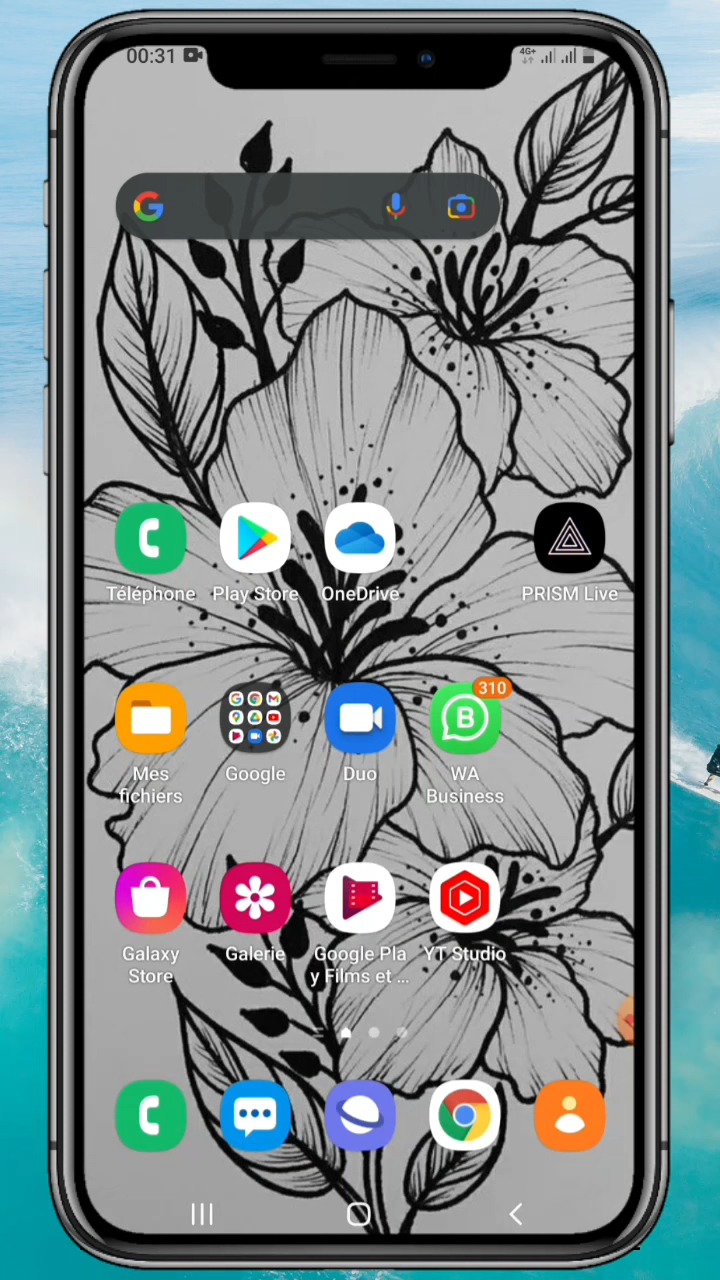 00:31
4G+
Téléphone
Play Store
OneDrive
PRISM Live
310
Mes
fichiers
Google
Duo
WA
Business
Galaxy
Store
Galerie
Google Pla
y Films et ...
YT Studio